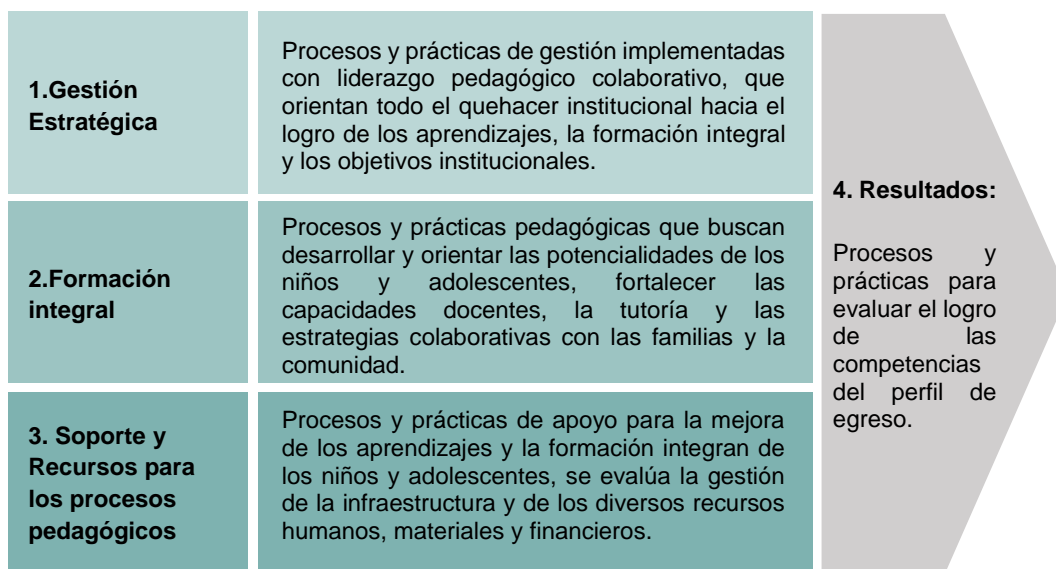 1.Gestión
Estratégica
Procesos y prácticas de gestión implementadas
con liderazgo pedagógico colaborativo, que
orientan todo el quehacer institucional hacia el
logro de los aprendizajes, la formación integral
y los objetivos institucionales.
2.Formación
integral
Procesos y prácticas pedagógicas que buscan
desarrollar y orientar las potencialidades de los
niños y adolescentes, fortalecer las
capacidades docentes, la tutoría y las
estrategias colaborativas con las familias y la
comunidad.
3. Soporte y
Recursos para
los procesos
pedagógicos
Procesos y prácticas de apoyo para la mejora
de los aprendizajes y la formación integran de
los niños y adolescentes, se evalúa la gestión
de la infraestructura y de los diversos recursos
humanos, materiales y financieros.
4. Resultados:
Procesos y
prácticas para
evaluar el logro
de las
competencias
del perfil de
egreso.